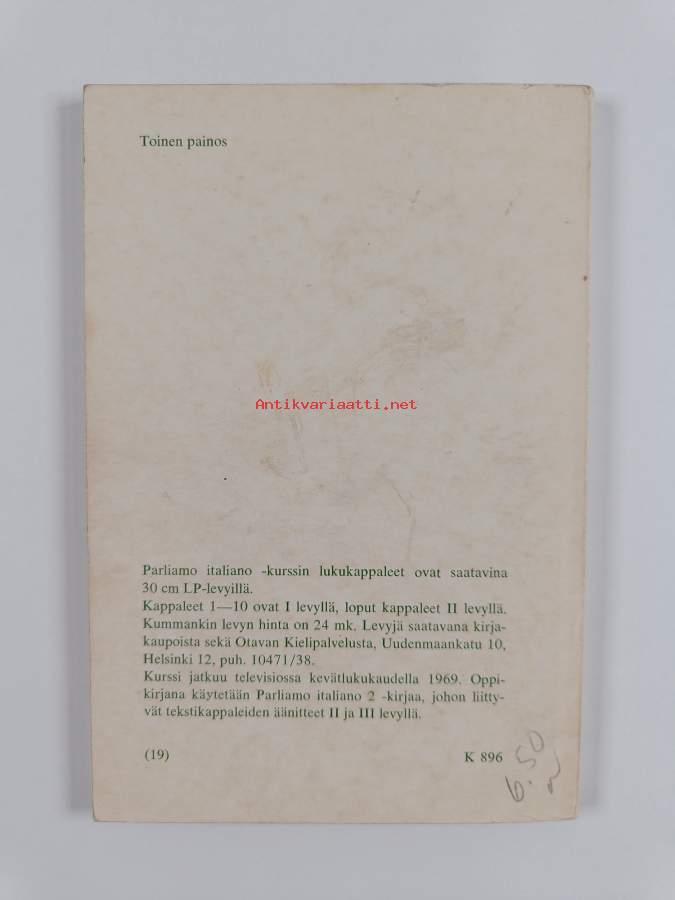 Toinen painos
Antikvariaatti.net
Parliamo italiano -kurssin lukukappaleet ovat saatavina
30 cm LP-levyillä.
Kappaleet 1—10 ovat I levyllä, loput kappaleet II levyllä.
Kummankin levyn hinta on 24 mk. Levyjä saatavana kirja-
kaupoista sekä Otavan Kielipalvelusta, Uudenmaankatu 10,
Helsinki 12, puh. 10471/38.
Kurssi jatkuu televisiossa kevätlukukaudella 1969. Oppi-
kirjana käytetään Parliamo italiano 2 -kirjaa, johon liitty-
vät tekstikappaleiden äänitteet II ja III levyllä.
(19) K 896
6.50